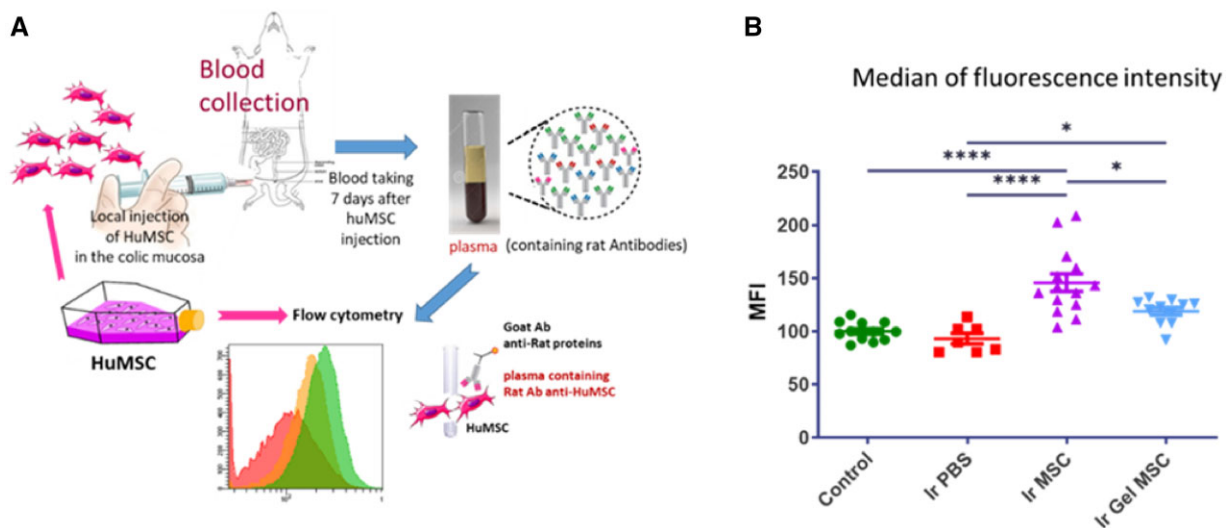 A
Blood
collection
Local injection
of HuMSC
in the colic mucosa
Blood taking
7 days after
huMSC
injection
plasma (containing rat Antibodies)
HuMSC
Flow cytometry
Goat Ab
anti-Rat proteins
plasma containing
Rat Ab anti-HuMSC
HuMSC
B
Median of fluorescence intensity
*
****
*
****
MFI
250
200
150
100
50
0
Control
Ir PBS
Ir MSC
Ir Gel MSC